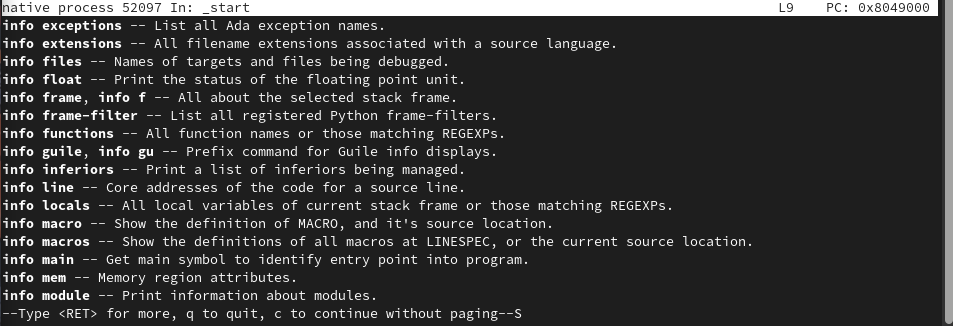 native process 52097 In: _start L9 PC: 0x8049000
info exceptions -- List all Ada exception names.
info extensions -- All filename extensions associated with a source language.
info files -- Names of targets and files being debugged.
info float -- Print the status of the floating point unit.
info frame, info f -- All about the selected stack frame.
info frame-filter -- List all registered Python frame-filters.
info functions -- All function names or those matching REGEXPs.
info guile, info gu -- Prefix command for Guile info displays.
info inferiors -- Print a list of inferiors being managed.
info line -- Core addresses of the code for a source line.
info locals -- All local variables of current stack frame or those matching REGEXPs.
info macro -- Show the definition of MACRO, and it's source location.
info macros -- Show the definitions of all macros at LINESPEC, or the current source location.
info main -- Get main symbol to identify entry point into program.
info mem -- Memory region attributes.
info module -- Print information about modules.
--Type <RET> for more, q to quit, c to continue without paging--S